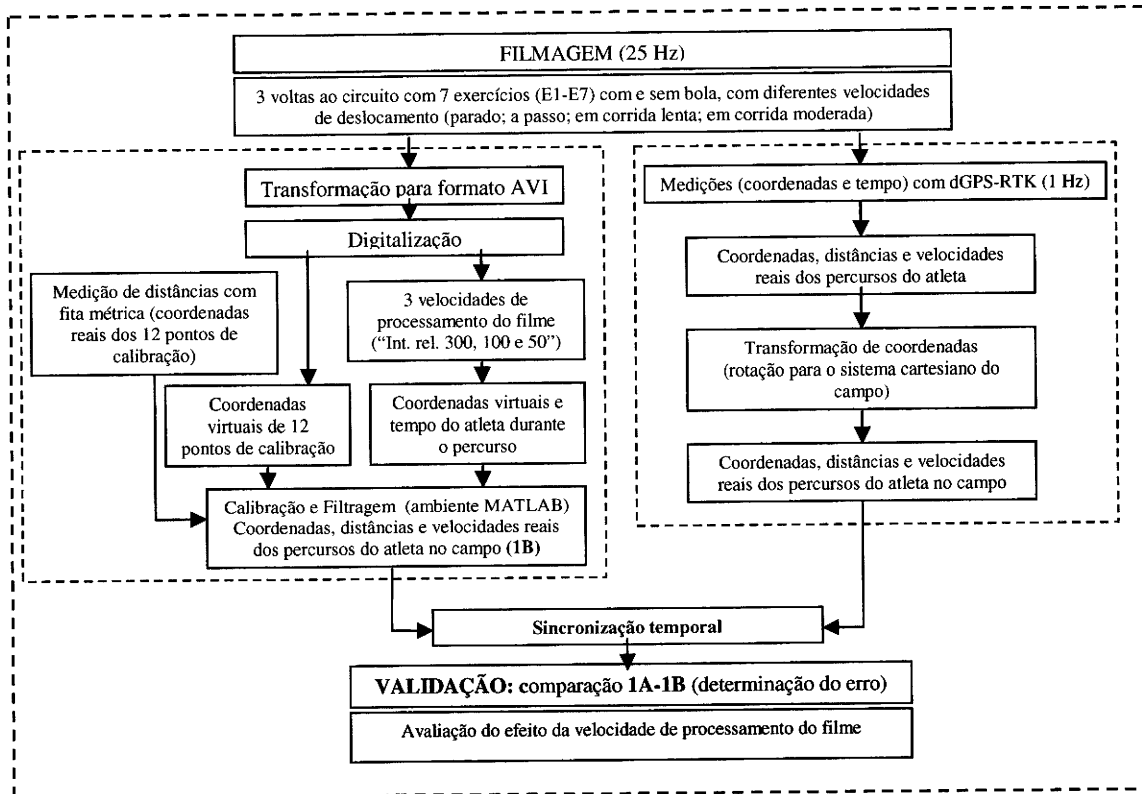 FILMAGEM (25 Hz)
3 voltas ao circuito com 7 exercícios (E1-E7) com e sem bola, com diferentes velocidades
de deslocamento (parado; a passo; em corrida lenta; em corrida moderada)
Transformação para formato AVI
Digitalização
Medição de distâncias com
fita métrica (coordenadas
reais dos 12 pontos de
calibração)
3 velocidades de
processamento do filme
(“Int. rel. 300, 100 e 50”)
Coordenadas
virtuais de 12
pontos de calibração
Coordenadas virtuais e
tempo do atleta durante
o percurso
Calibração e Filtragem (ambiente MATLAB)
Coordenadas, distâncias e velocidades reais
dos percursos do atleta no campo (1B)
Medições (coordenadas e tempo) com dGPS-RTK (1 Hz)
Coordenadas, distâncias e velocidades
reais dos percursos do atleta
Transformação de coordenadas
(rotação para o sistema cartesiano do
campo)
Coordenadas, distâncias e velocidades
reais dos percursos do atleta no campo
Sincronização temporal
VALIDAÇÃO: comparação 1A-1B (determinação do erro)
Avaliação do efeito da velocidade de processamento do filme